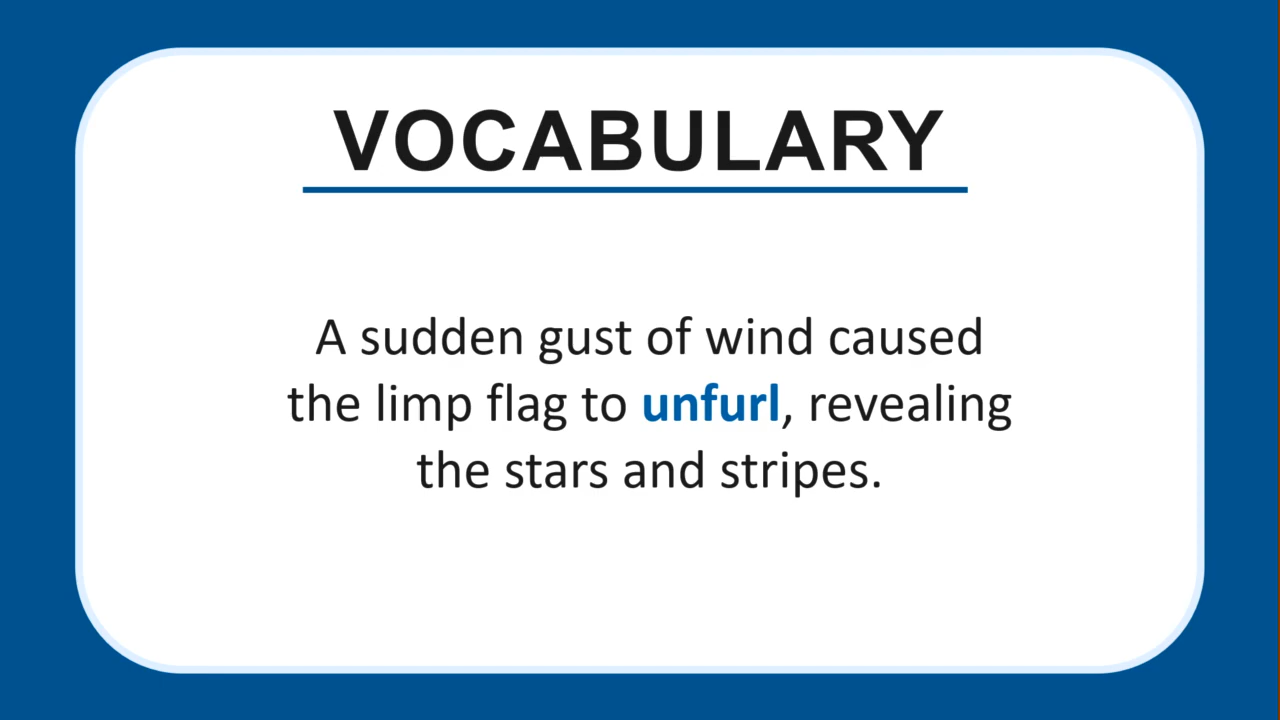 VOCABULARY
A sudden gust of wind caused
the limp flag to unfurl, revealing
the stars and stripes.